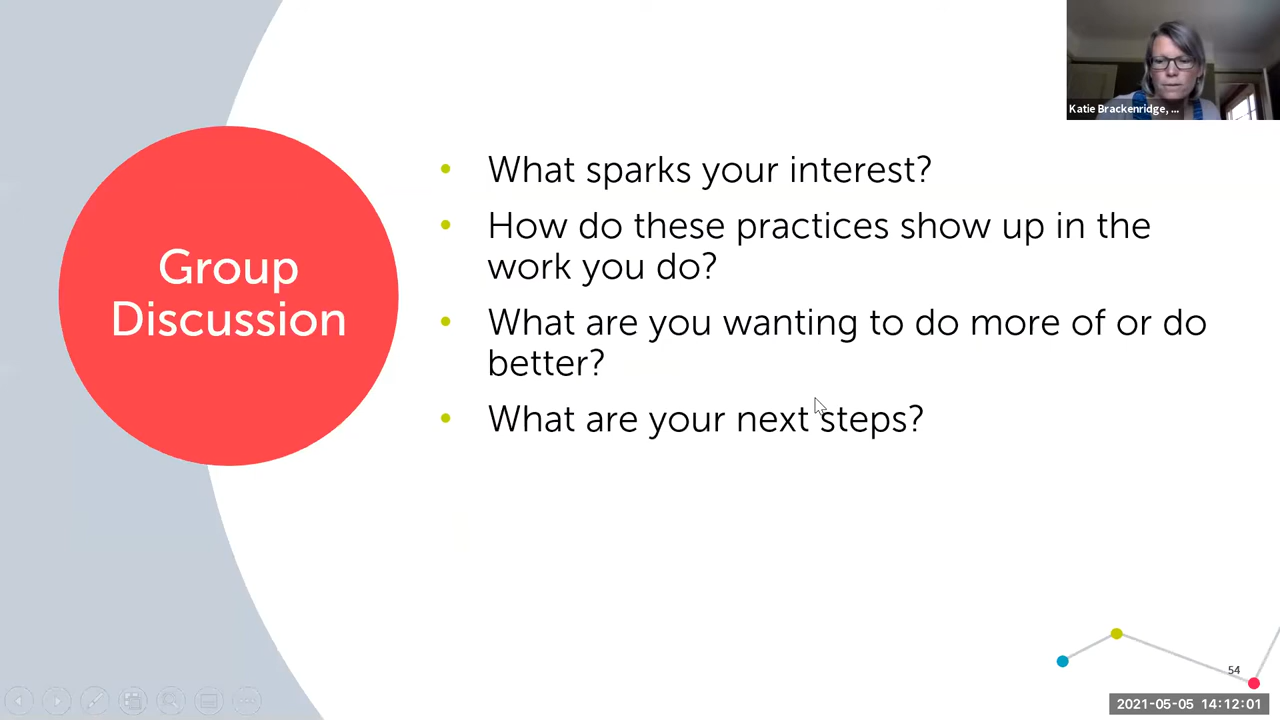 Katie Brackenridge, ...
Group
Discussion
• What sparks your interest?
• How do these practices show up in the
work you do?
• What are you wanting to do more of or do
better?
• What are your next steps?
54
2021-05-05 14:12:01